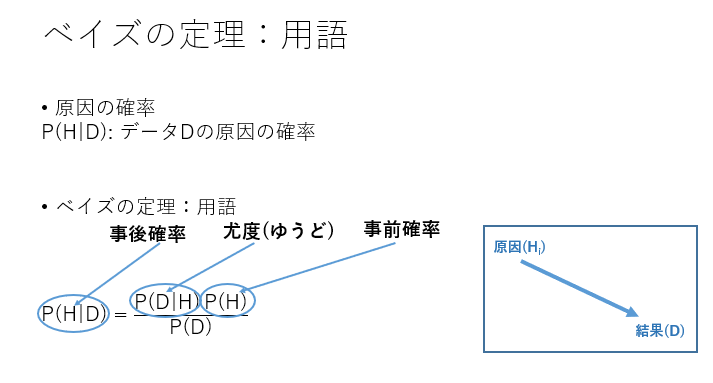 ベイズの定理：用語
• 原因の確率
P(H|D): データDの原因の確率
• ベイズの定理：用語
事後確率 尤度(ゆうど) 事前確率
P(H|D) = P(D|H) P(H)
P(D)
原因(Hi)
結果(D)